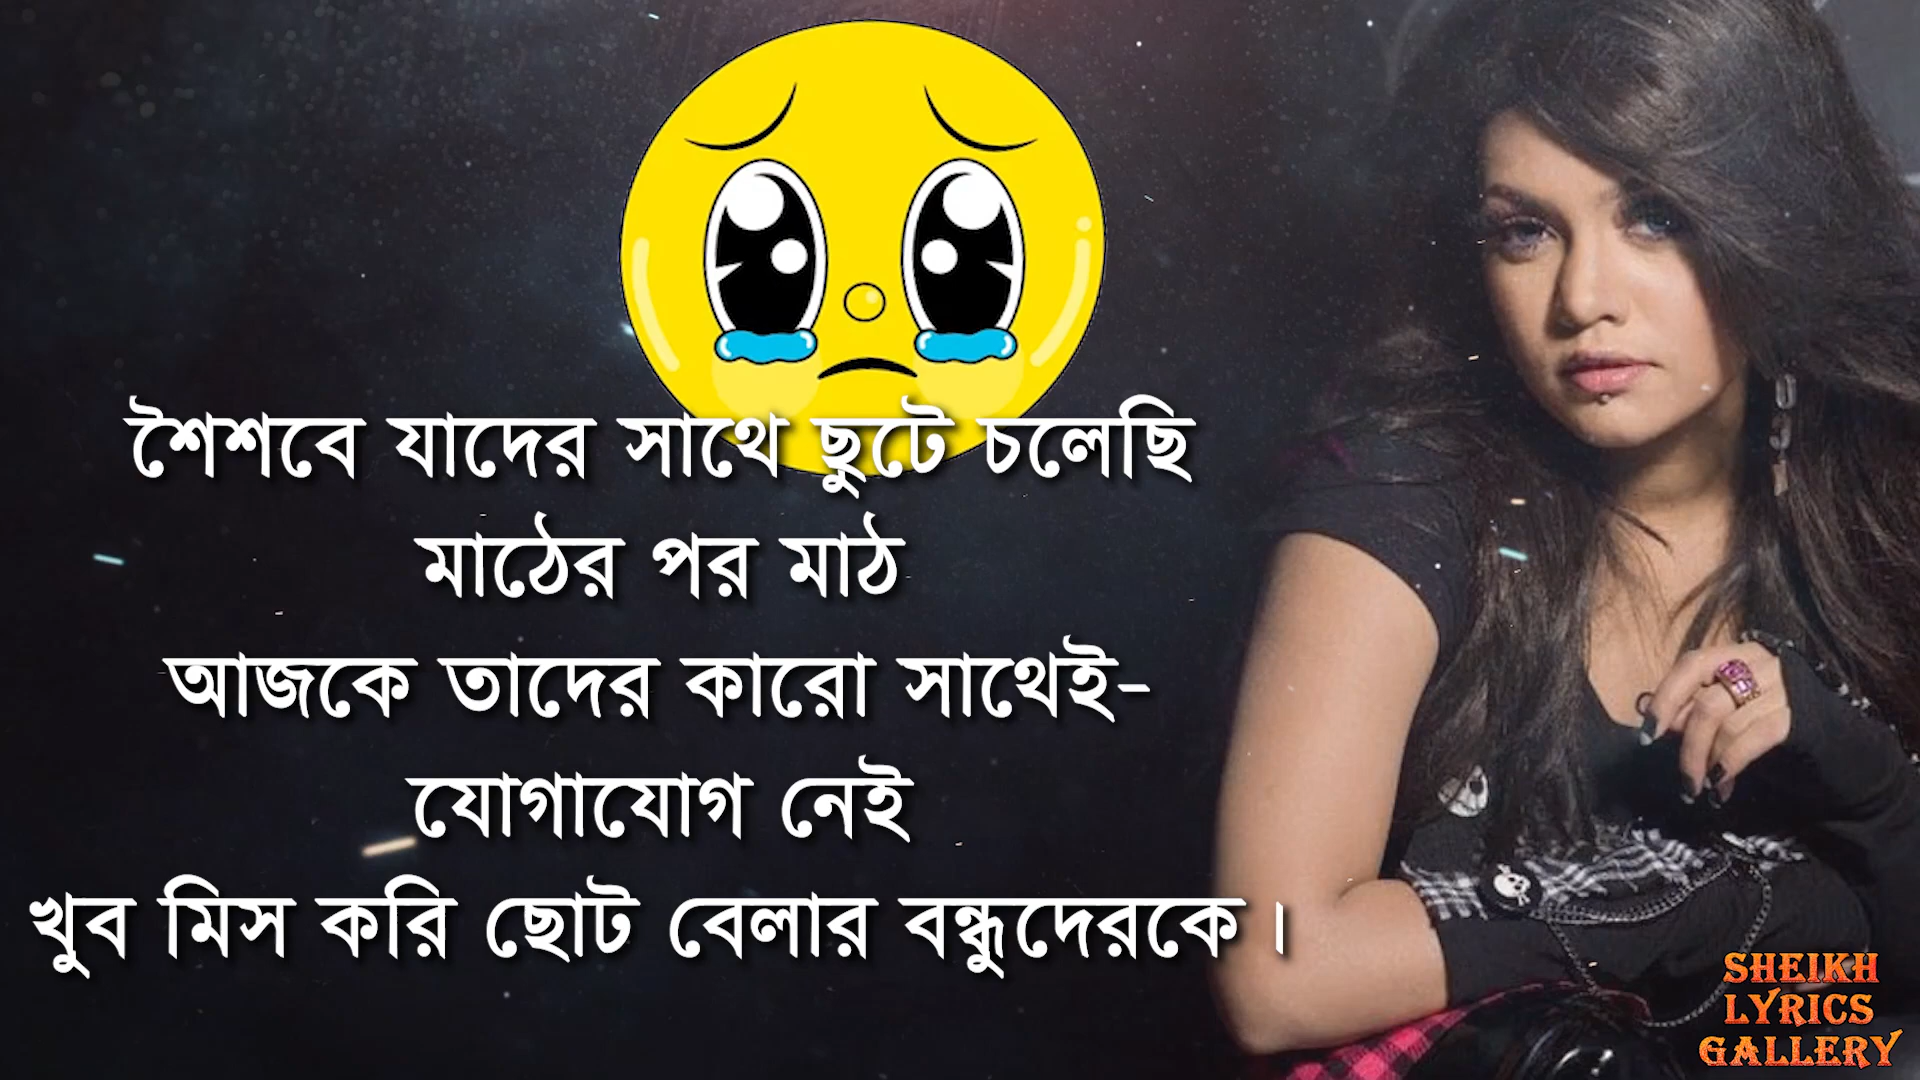 শৈশবে যাদের সাথে ছুটে চলেছি
মাঠের পর মাঠ
আজকে তাদের কারো সাথেই-
যোগাযোগ নেই
খুব মিস করি ছোট বেলার বন্ধুদেরকে।
SHEIKH
LYRICS
GALLERY